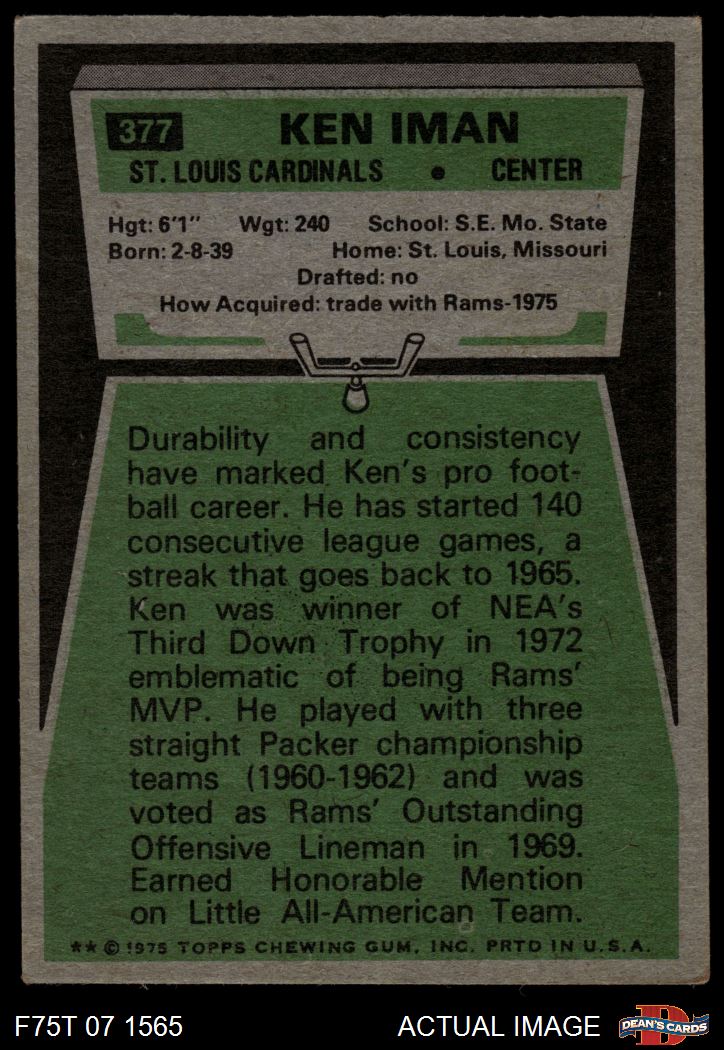 377 KEN IMAN
ST. LOUIS CARDINALS • CENTER
Hgt: 6'1" Wgt: 240 School: S.E. Mo. State
Born: 2-8-39 Home: St. Louis, Missouri
Drafted: no
How Acquired: trade with Rams-1975
Durability and consistency
have marked Ken's pro foot-
ball career. He has started 140
consecutive league games, a
streak that goes back to 1965.
Ken was winner of NEA's
Third Down Trophy in 1972
emblematic of being Rams'
MVP. He played with three
straight Packer championship
teams (1960-1962) and was
voted as Rams' Outstanding
Offensive Lineman in 1969.
Earned Honorable Mention
on Little All-American Team.
** © 1975 TOPPS CHEWING GUM, INC. PRTD IN U.S.A.
F75T 07 1565 ACTUAL IMAGE D DEAN'S CARDS